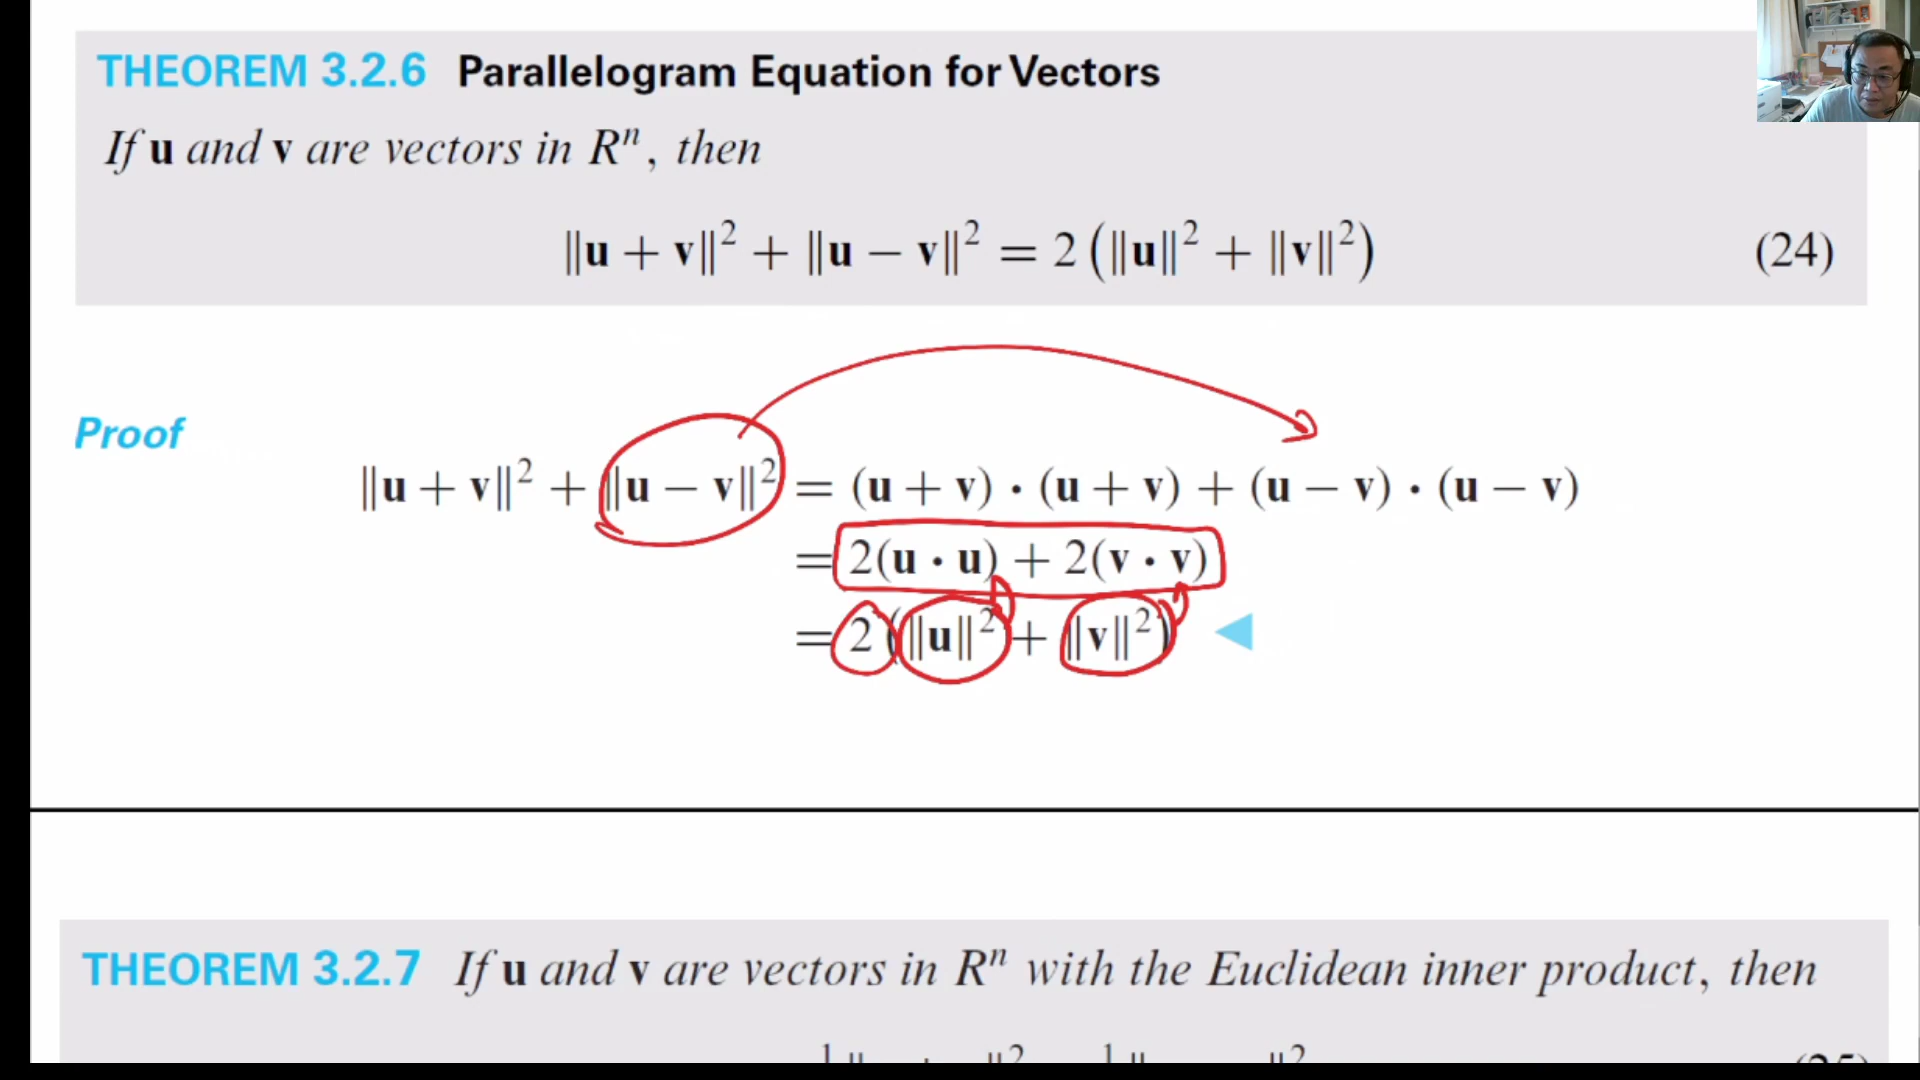 THEOREM 3.2.6 Parallelogram Equation for Vectors
If u and v are vectors in Rⁿ, then
‖u + v‖² + ‖u − v‖² = 2(‖u‖² + ‖v‖²) (24)
Proof
‖u + v‖² + ‖u − v‖² = (u + v) · (u + v) + (u − v) · (u − v)
= 2(u · u) + 2(v · v)
= 2(‖u‖² + ‖v‖²)
THEOREM 3.2.7 If u and v are vectors in Rⁿ with the Euclidean inner product, then